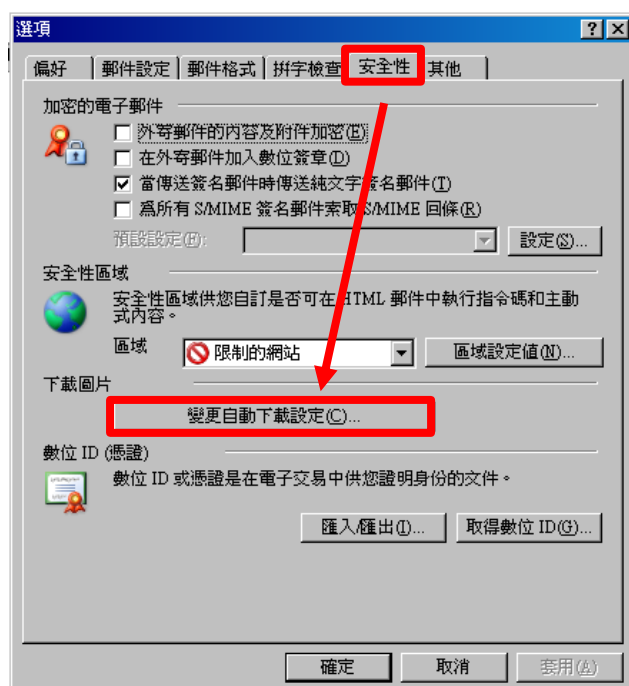 選項
偏好 郵件設定 郵件格式 拼字檢查 安全性 其他
加密的電子郵件
外寄郵件的內容及附件加密(E)
在外寄郵件加入數位簽章(D)
當傳送簽名郵件時傳送純文字簽名郵件(T)
為所有 S/MIME 簽名郵件索取 S/MIME 回條(R)
預設設定(F): 設定(S)...
安全性區域
安全性區域供您自訂是否可在 HTML 郵件中執行指令碼和主動
式內容。
區域 限制的網站 區域設定值(N)...
下載圖片
變更自動下載設定(C)...
數位 ID (憑證)
數位 ID 或憑證是在電子交易中供您證明身份的文件。
匯入/匯出(I)... 取得數位 ID(G)...
確定 取消 套用(A)